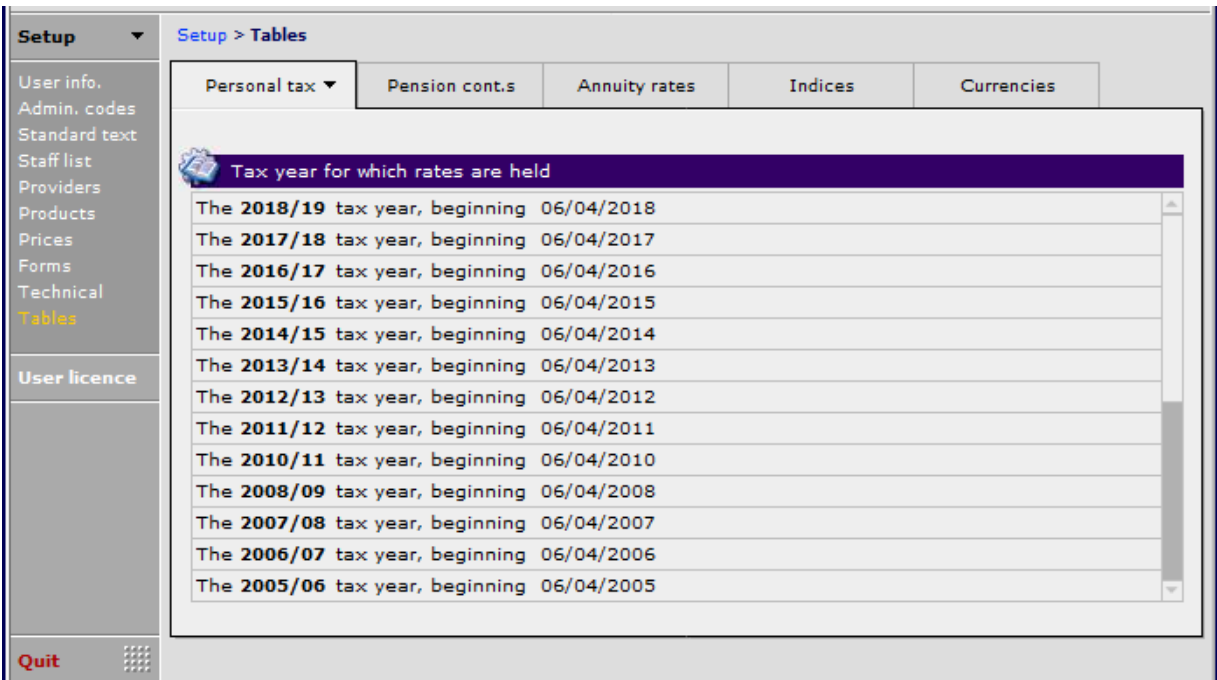 Setup
User info.
Admin. codes
Standard text
Staff list
Providers
Products
Prices
Forms
Technical
Tables
User licence
Quit
Setup > Tables
Personal tax Pension cont.s Annuity rates Indices Currencies
Tax year for which rates are held
The 2018/19 tax year, beginning 06/04/2018
The 2017/18 tax year, beginning 06/04/2017
The 2016/17 tax year, beginning 06/04/2016
The 2015/16 tax year, beginning 06/04/2015
The 2014/15 tax year, beginning 06/04/2014
The 2013/14 tax year, beginning 06/04/2013
The 2012/13 tax year, beginning 06/04/2012
The 2011/12 tax year, beginning 06/04/2011
The 2010/11 tax year, beginning 06/04/2010
The 2008/09 tax year, beginning 06/04/2008
The 2007/08 tax year, beginning 06/04/2007
The 2006/07 tax year, beginning 06/04/2006
The 2005/06 tax year, beginning 06/04/2005